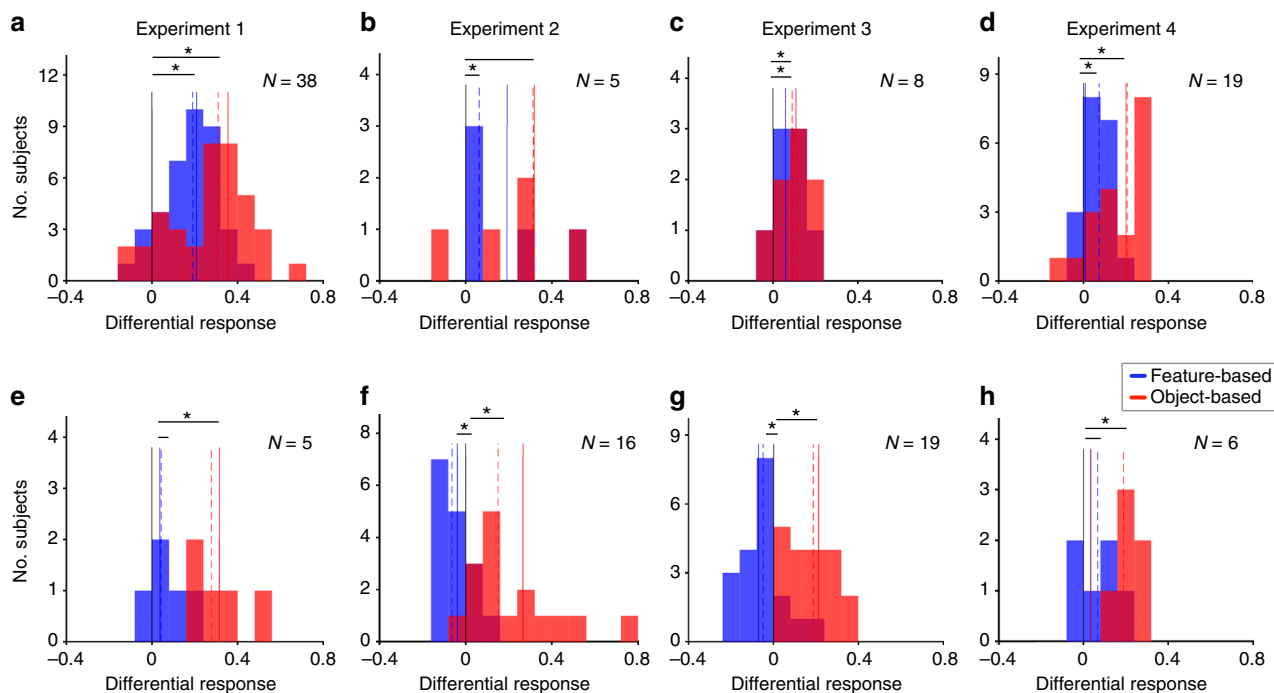 a
Experiment 1
*
*
N = 38
12
9
6
3
0
No. subjects
−0.4
0
0.4
0.8
Differential response
b
Experiment 2
*
N = 5
4
3
2
1
0
−0.4
0
0.4
0.8
Differential response
c
Experiment 3
*
*
N = 8
4
3
2
1
0
−0.4
0
0.4
0.8
Differential response
d
Experiment 4
*
*
N = 19
9
6
3
0
−0.4
0
0.4
0.8
Differential response
Feature-based
Object-based
e
*
N = 5
4
3
2
1
0
No. subjects
−0.4
0
0.4
0.8
Differential response
f
*
*
N = 16
8
6
4
2
0
−0.4
0
0.4
0.8
Differential response
g
*
*
N = 19
9
6
3
0
−0.4
0
0.4
0.8
Differential response
h
*
N = 6
4
3
2
1
0
−0.4
0
0.4
0.8
Differential response